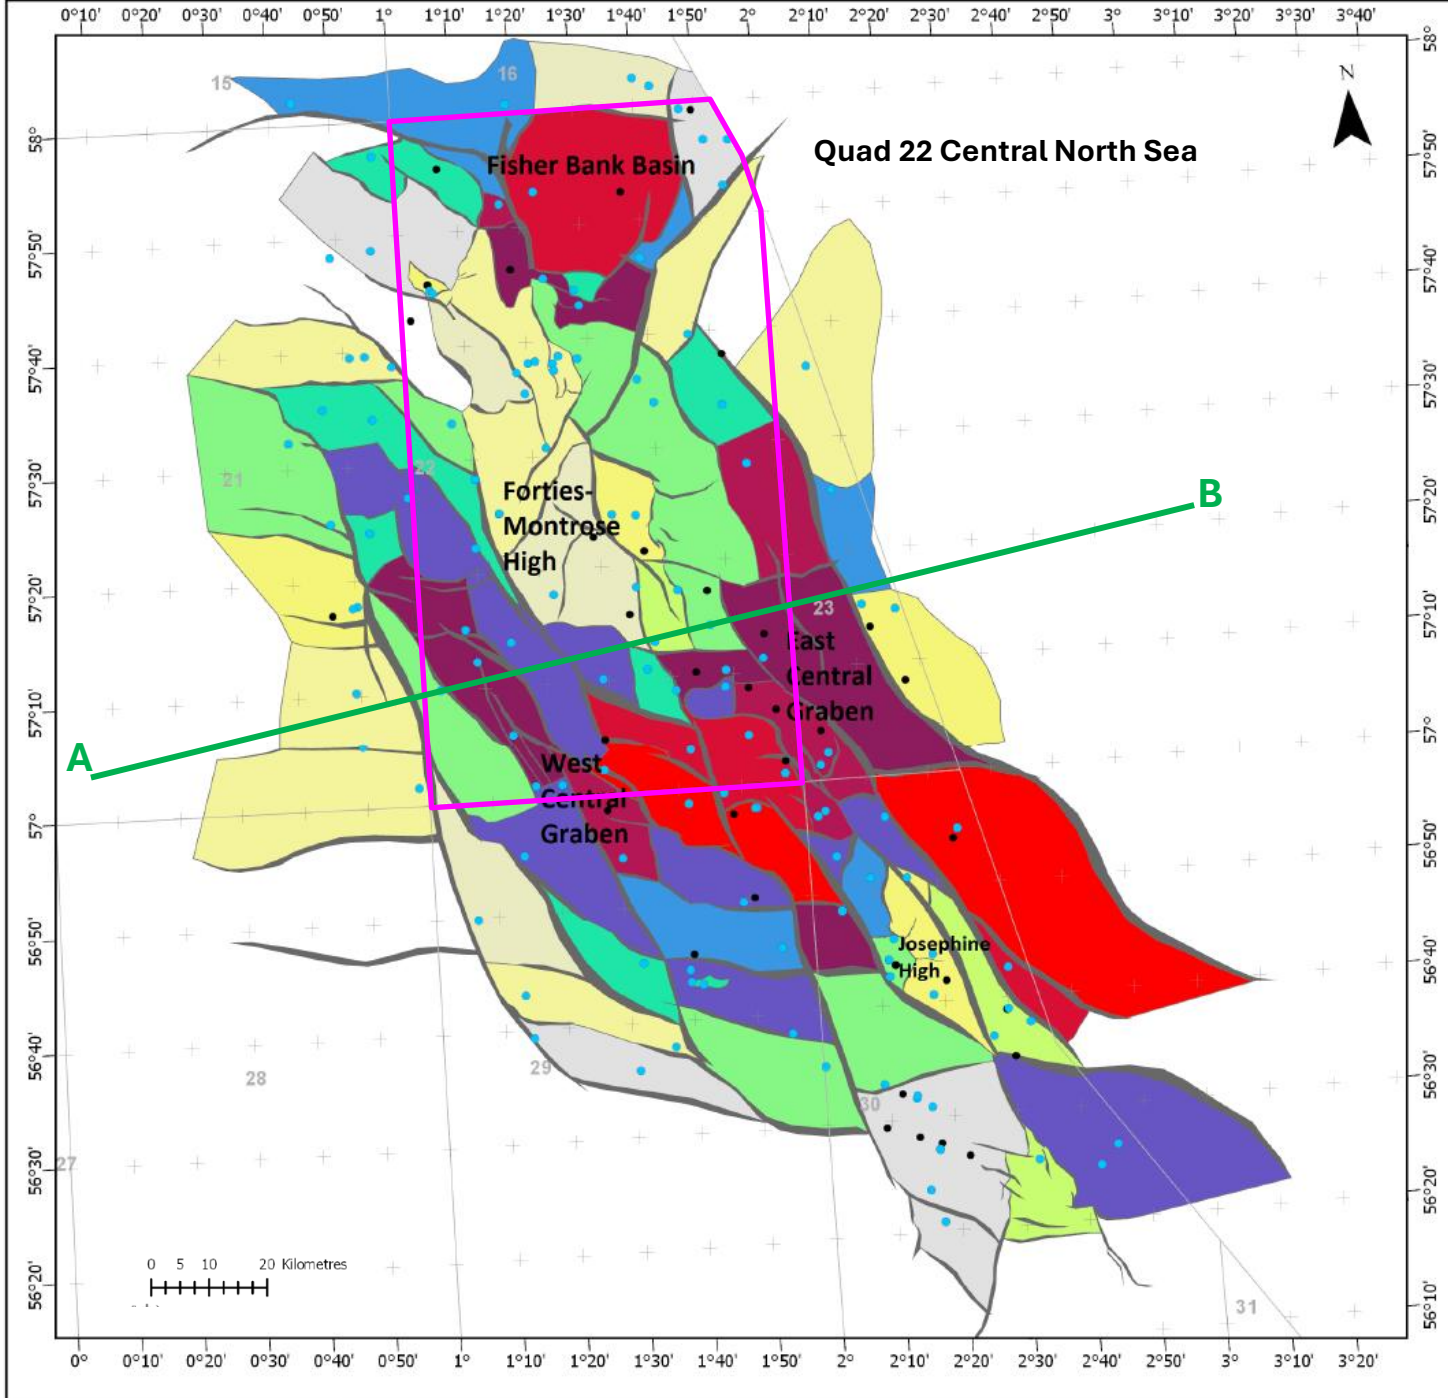 0°10' 0°20' 0°30' 0°40' 0°50' 1° 1°10' 1°20' 1°30' 1°40' 1°50' 2° 2°10' 2°20' 2°30' 2°40' 2°50' 3° 3°10' 3°20' 3°30' 3°40'
58°
N
15
16
58°
57°50'
Quad 22 Central North Sea
Fisher Bank Basin
57°50'
57°40'
57°40'
57°30'
22
21
57°30'
Forties-
Montrose
High
B
57°20'
57°20'
23
57°10'
East
Central
Graben
57°10'
57°
A
West
Central
Graben
57°
56°50'
56°50'
Josephine
High
56°40'
56°40'
29
28
30
56°30'
56°30'
27
56°20'
0 5 10 20 Kilometres
56°20'
31
56°10'
0° 0°10' 0°20' 0°30' 0°40' 0°50' 1° 1°10' 1°20' 1°30' 1°40' 1°50' 2° 2°10' 2°20' 2°30' 2°40' 2°50' 3° 3°10' 3°20'